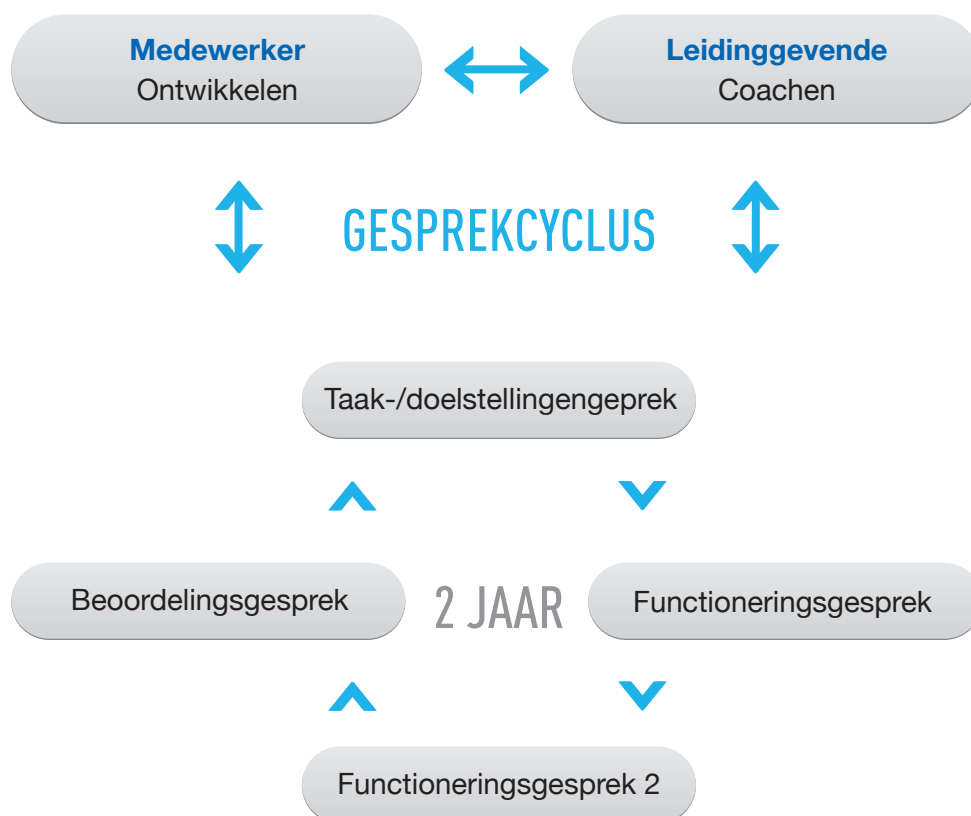 Medewerker
Ontwikkelen
Leidinggevende
Coachen
GESPREKCYCLUS
Taak-/doelstellingengeprek
Beoordelingsgesprek
2 JAAR
Functioneringsgesprek
Functioneringsgesprek 2